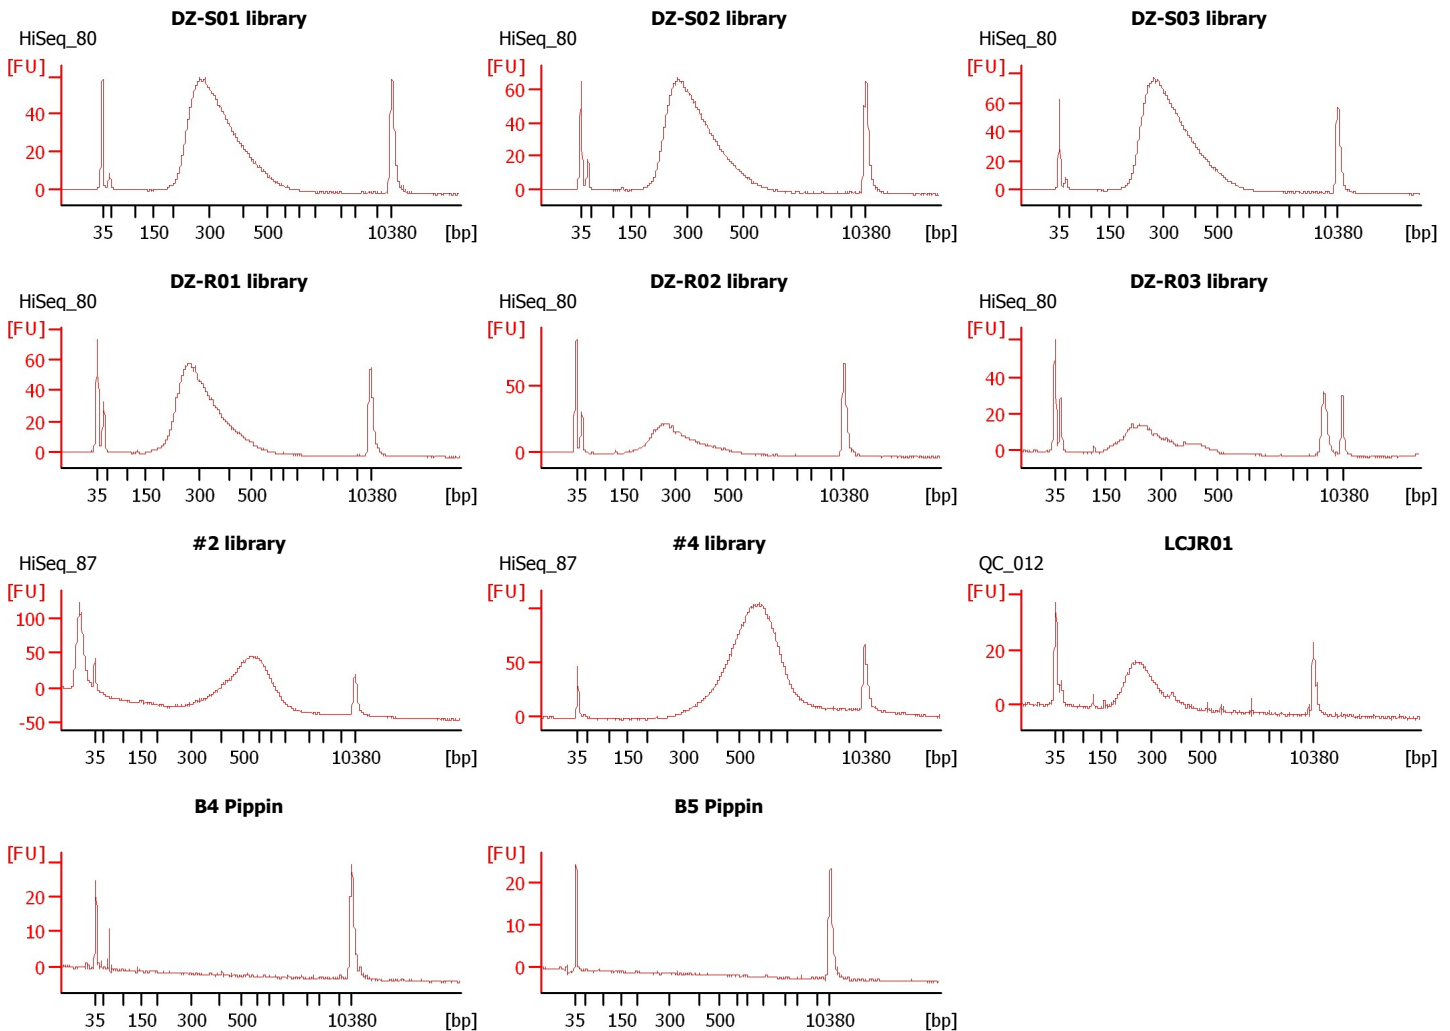 DZ-S01 library
HiSeq_80
[FU]
40
20
0
35 150 300 500 10380 [bp]
DZ-S02 library
HiSeq_80
[FU]
60
40
20
0
35 150 300 500 10380 [bp]
DZ-S03 library
HiSeq_80
[FU]
60
40
20
0
35 150 300 500 10380 [bp]
DZ-R01 library
HiSeq_80
[FU]
60
40
20
0
35 150 300 500 10380 [bp]
DZ-R02 library
HiSeq_80
[FU]
50
0
35 150 300 500 10380 [bp]
DZ-R03 library
HiSeq_80
[FU]
40
20
0
35 150 300 500 10380 [bp]
#2 library
HiSeq_87
[FU]
100
50
0
-50
35 150 300 500 10380 [bp]
#4 library
HiSeq_87
[FU]
50
0
35 150 300 500 10380 [bp]
LCJR01
QC_012
[FU]
20
0
35 150 300 500 10380 [bp]
B4 Pippin
[FU]
20
10
0
35 150 300 500 10380 [bp]
B5 Pippin
[FU]
20
10
0
35 150 300 500 10380 [bp]